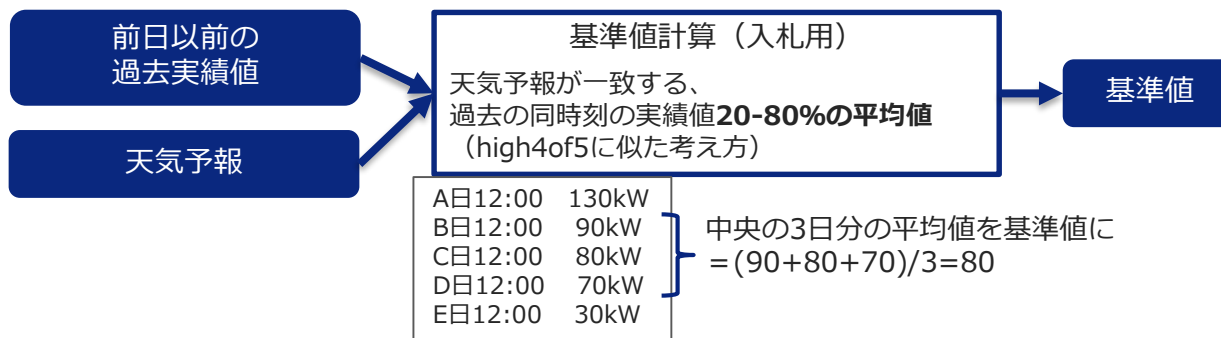 前日以前の
過去実績値
天気予報
基準値計算（入札用）
天気予報が一致する、
過去の同時刻の実績値20-80%の平均値
（high4of5に似た考え方）
基準値
A日12:00 130kW
B日12:00 90kW
C日12:00 80kW
D日12:00 70kW
E日12:00 30kW
中央の3日分の平均値を基準値に
＝(90+80+70)/3=80